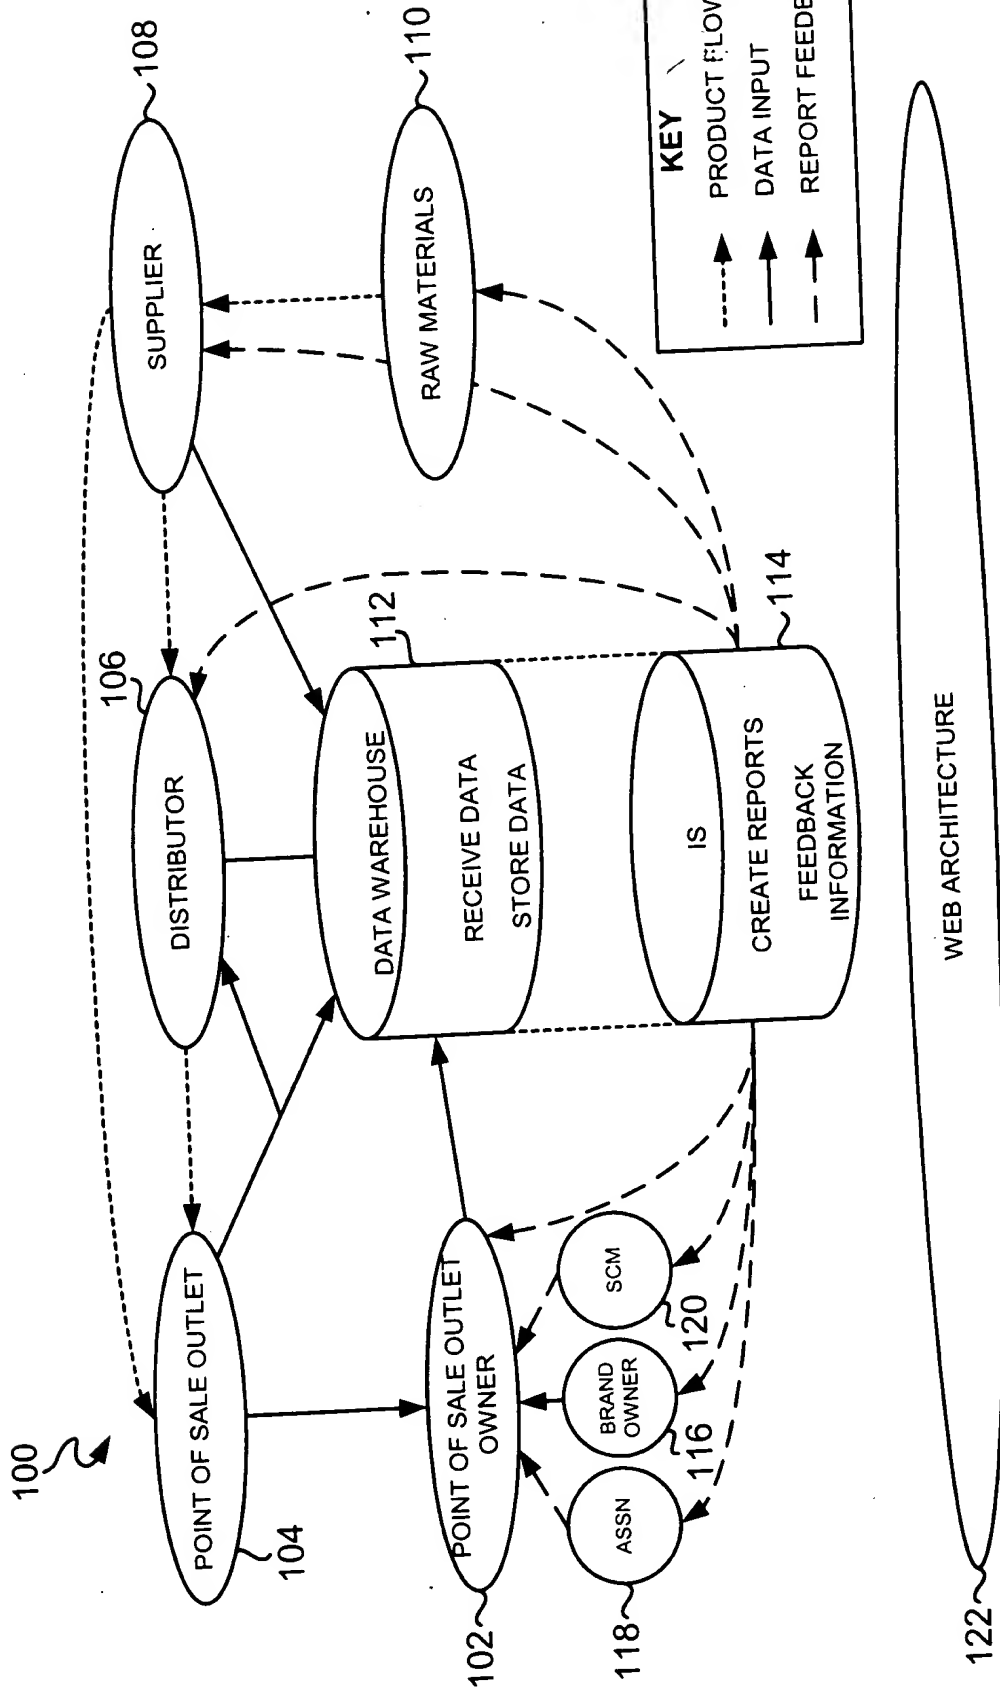 100
108
110
106
SUPPLIER
DISTRIBUTOR
POINT OF SALE OUTLET
104
RAW MATERIALS
112
DATA WAREHOUSE
RECEIVE DATA
STORE DATA
POINT OF SALE OUTLET
OWNER
102
SCM
120
BRAND
OWNER
116
ASSN
118
114
IS
CREATE REPORTS
FEEDBACK
INFORMATION
KEY
PRODUCT FLOW
DATA INPUT
REPORT FEEDB
WEB ARCHITECTURE
122